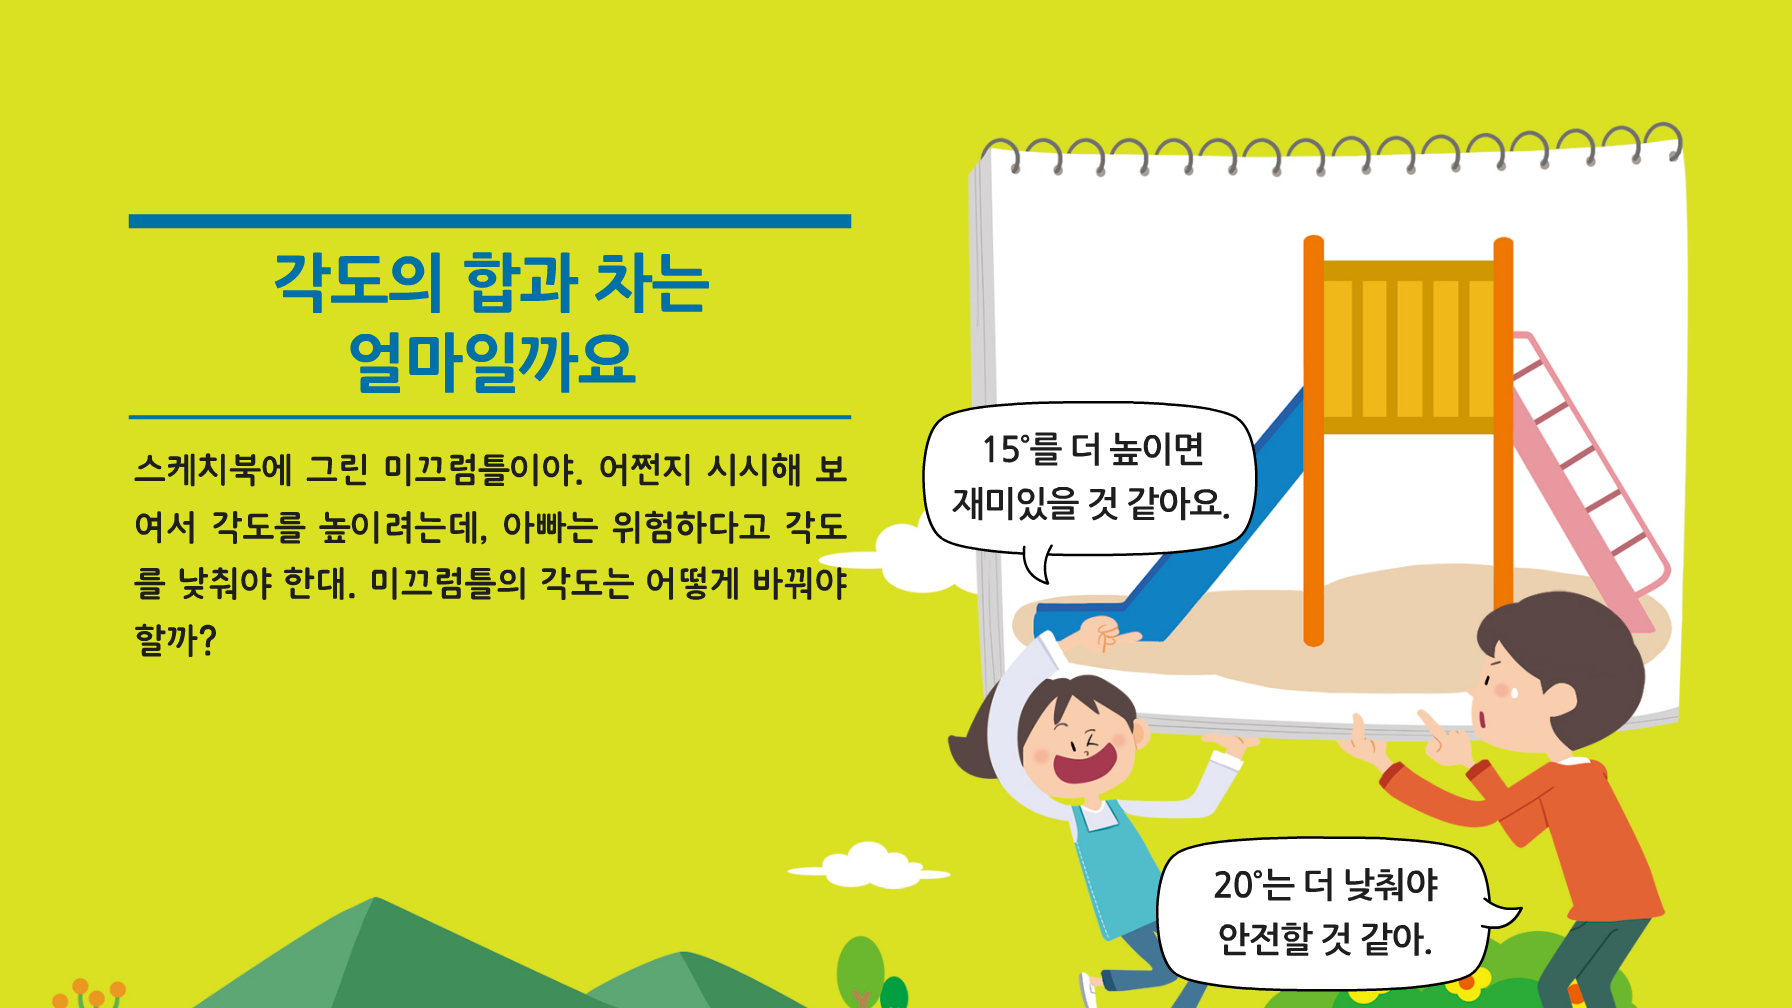 각도의 합과 차는
얼마일까요
스케치북에 그린 미끄럼틀이야. 어쩐지 시시해 보
여서 각도를 높이려는데, 아빠는 위험하다고 각도
를 낮춰야 한대. 미끄럼틀의 각도는 어떻게 바꿔야
할까?
15°를 더 높이면
재미있을 것 같아요.
20°는 더 낮춰야
안전할 것 같아.